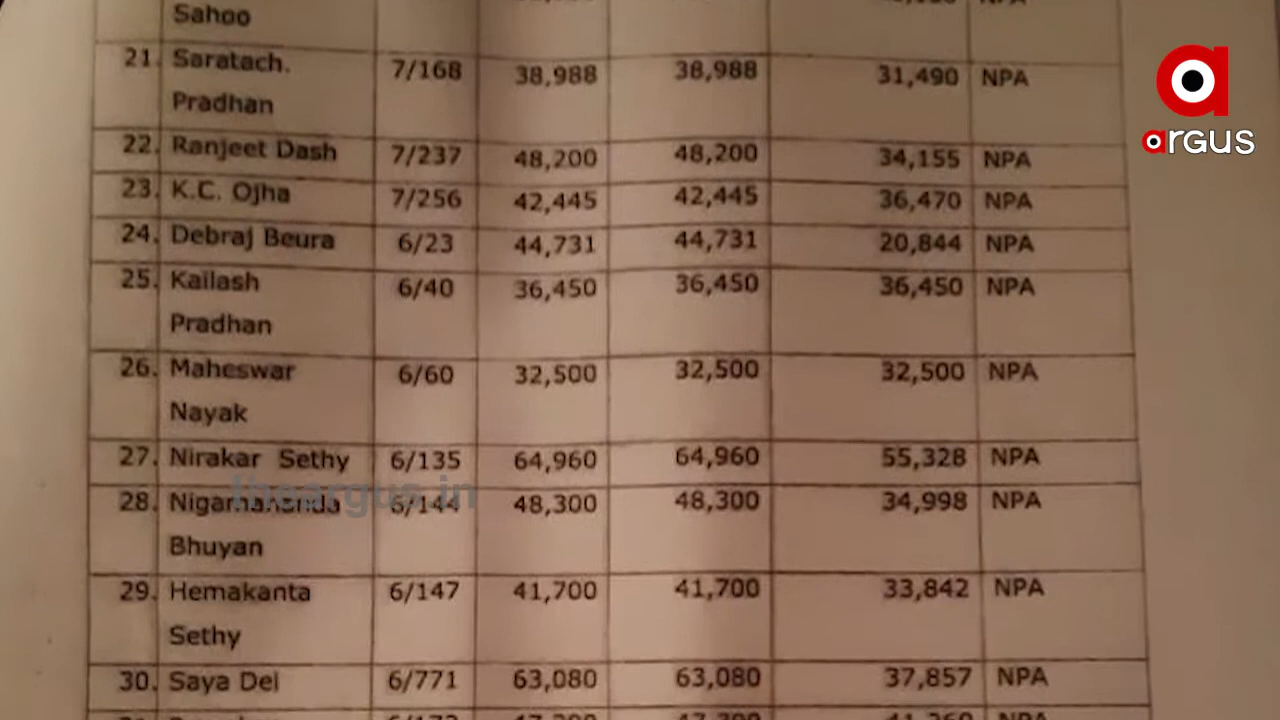 Sahoo NPA
21. Saratach. 7/168 38,988 38,988 31,490 NPA
Pradhan
22. Ranjeet Dash 7/237 48,200 48,200 34,155 NPA
23. K.C. Ojha 7/256 42,445 42,445 36,470 NPA
24. Debraj Beura 6/23 44,731 44,731 20,844 NPA
25. Kailash 6/40 36,450 36,450 36,450 NPA
Pradhan
26. Maheswar 6/60 32,500 32,500 32,500 NPA
Nayak
27. Nirakar Sethy 6/135 64,960 64,960 55,328 NPA
28. Nigamananda 6/144 48,300 48,300 34,998 NPA
Bhuyan
29. Hemakanta 6/147 41,700 41,700 33,842 NPA
Sethy
30. Saya Dei 6/771 63,080 63,080 37,857 NPA
argus
theargus.in